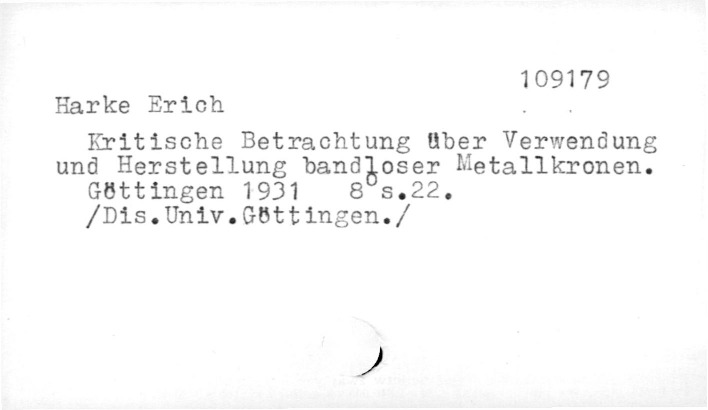 109179
Harke Erich
Kritische Betrachtung über Verwendung
und Herstellung bandloser Metallkronen.
Göttingen 1931 8° s.22.
/Dis.Univ.Göttingen./